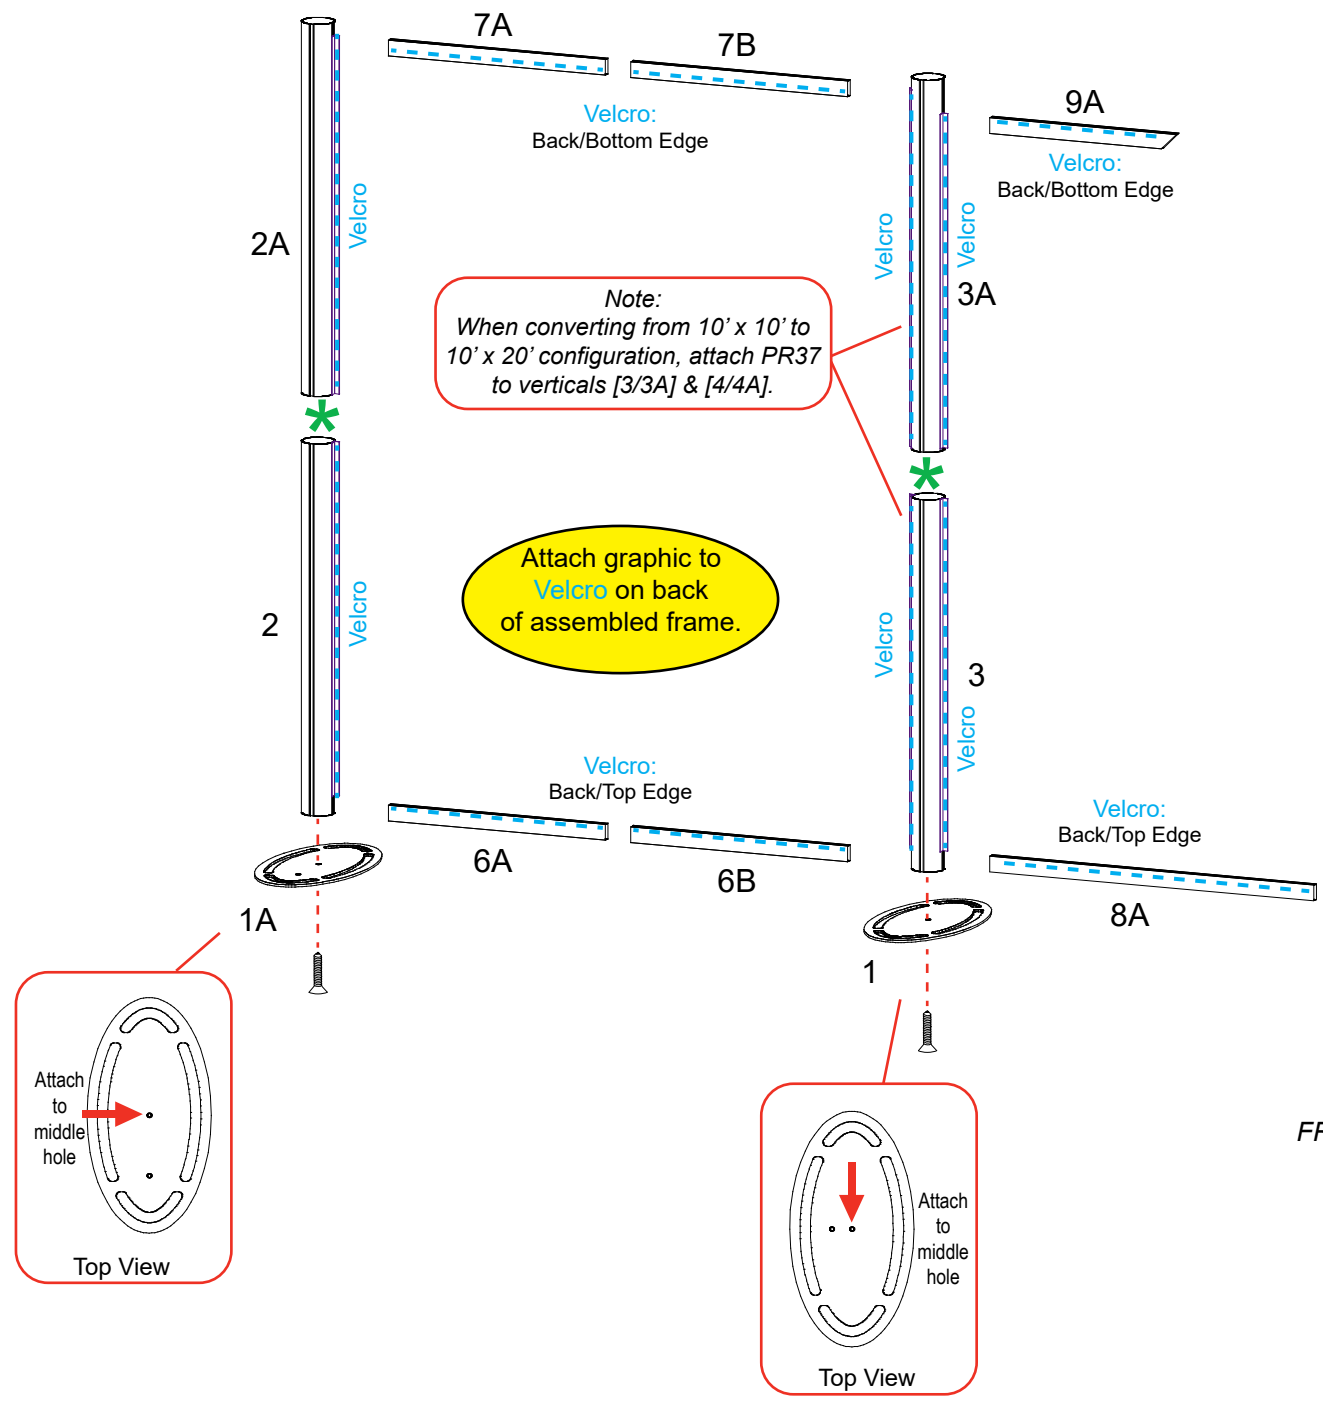 7A
7B
Velcro:
Back/Bottom Edge
9A
Velcro:
Back/Bottom Edge
2A
Velcro
Velcro
Velcro
3A
Note:
When converting from 10’ x 10’ to
10’ x 20’ configuration, attach PR37
to verticals [3/3A] & [4/4A].
*
*
Attach graphic to
Velcro on back
of assembled frame.
2
Velcro
Velcro
3
Velcro
Velcro:
Back/Top Edge
6A
6B
Velcro:
Back/Top Edge
8A
1A
1
Attach
to
middle
hole
Top View
Attach
to
middle
hole
Top View